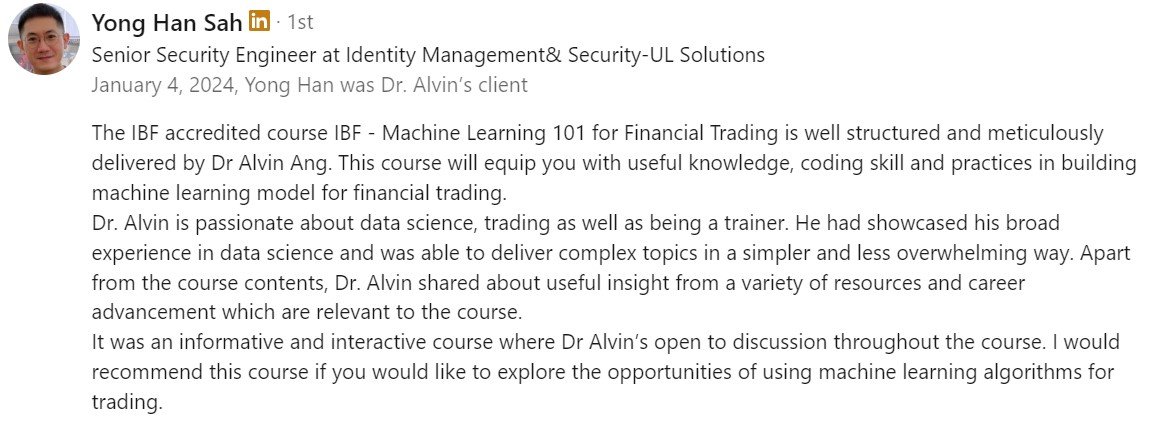 Yong Han Sah in · 1st
Senior Security Engineer at Identity Management& Security-UL Solutions
January 4, 2024, Yong Han was Dr. Alvin’s client
The IBF accredited course IBF - Machine Learning 101 for Financial Trading is well structured and meticulously
delivered by Dr Alvin Ang. This course will equip you with useful knowledge, coding skill and practices in building
machine learning model for financial trading.
Dr. Alvin is passionate about data science, trading as well as being a trainer. He had showcased his broad
experience in data science and was able to deliver complex topics in a simpler and less overwhelming way. Apart
from the course contents, Dr. Alvin shared about useful insight from a variety of resources and career
advancement which are relevant to the course.
It was an informative and interactive course where Dr Alvin’s open to discussion throughout the course. I would
recommend this course if you would like to explore the opportunities of using machine learning algorithms for
trading.